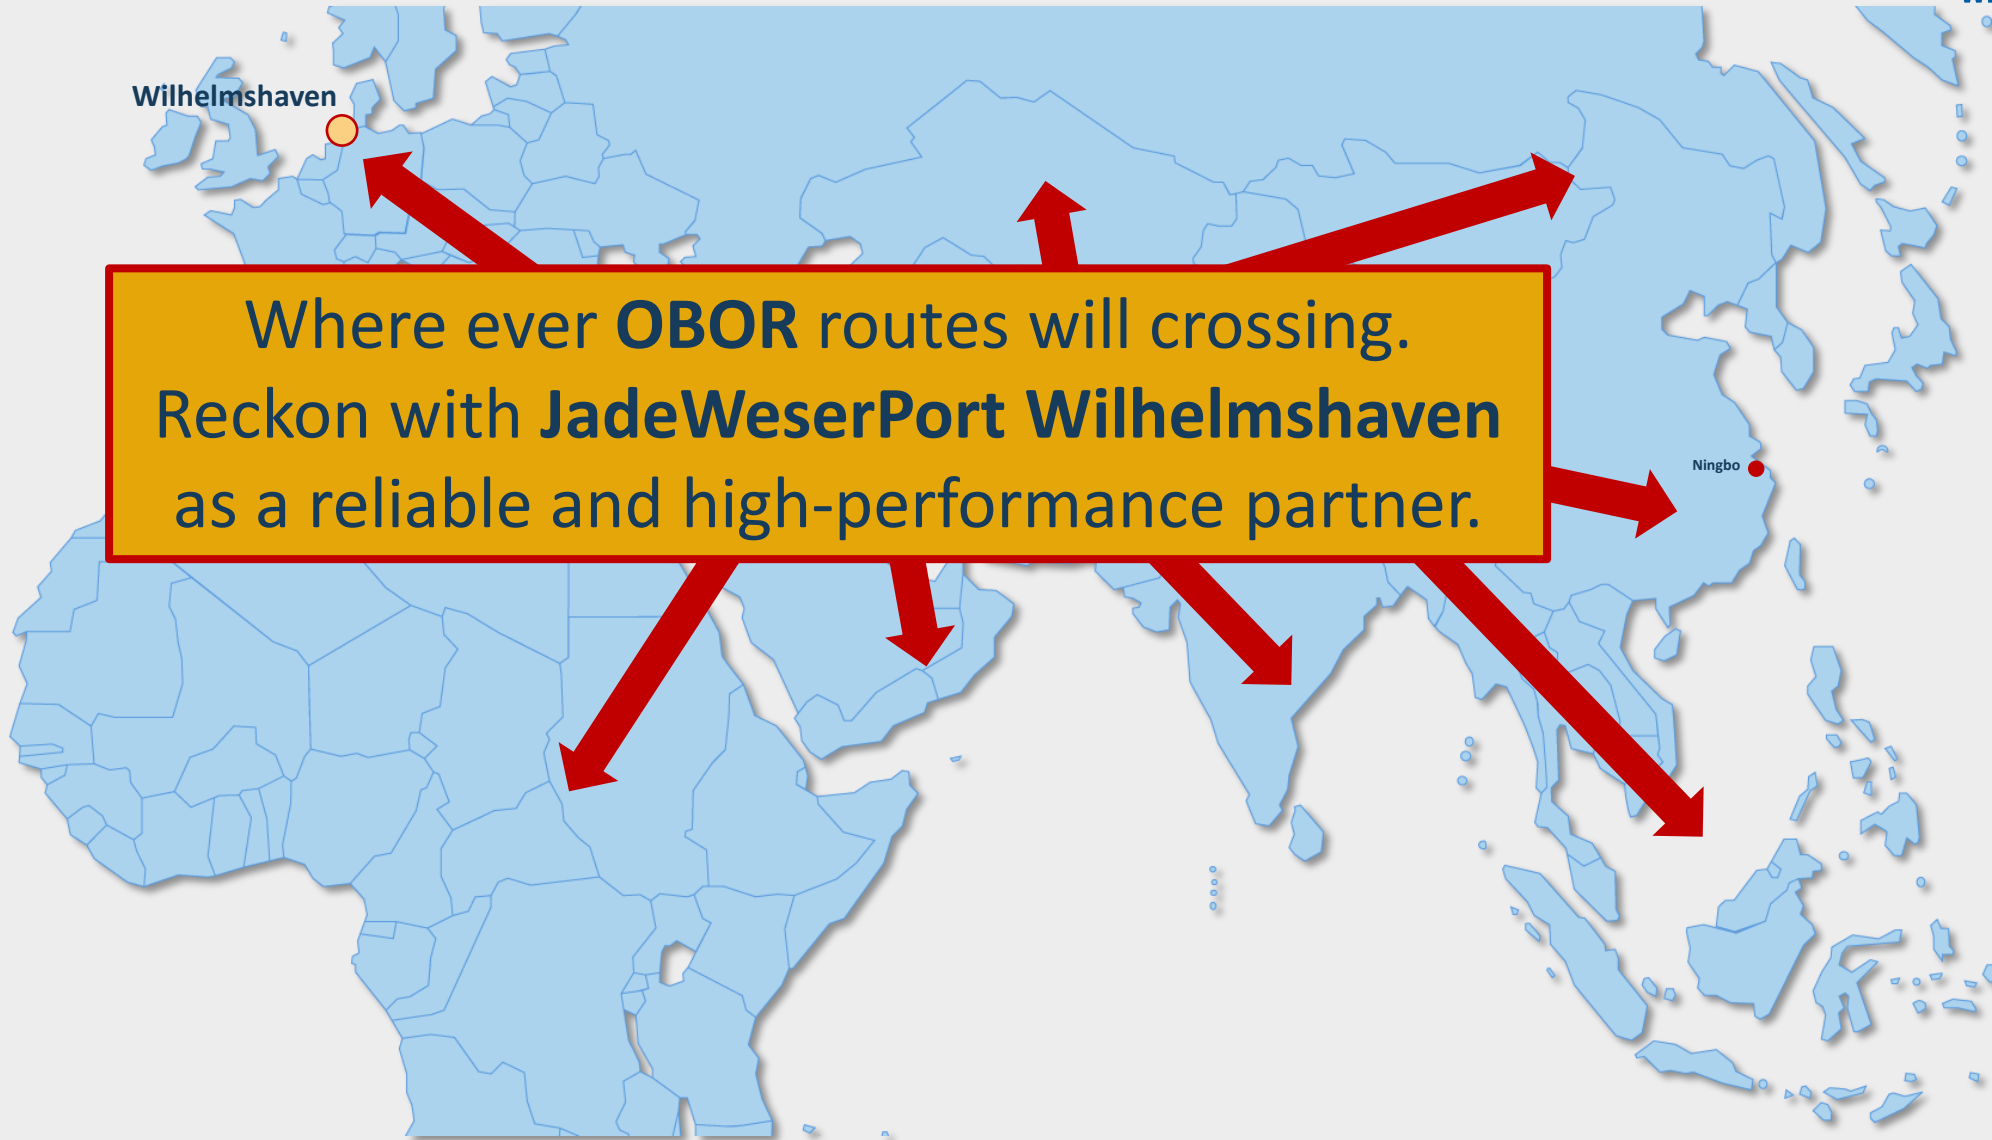 Wilhelmshaven
Where ever OBOR routes will crossing.
Reckon with JadeWeserPort Wilhelmshaven
as a reliable and high-performance partner.
Ningbo